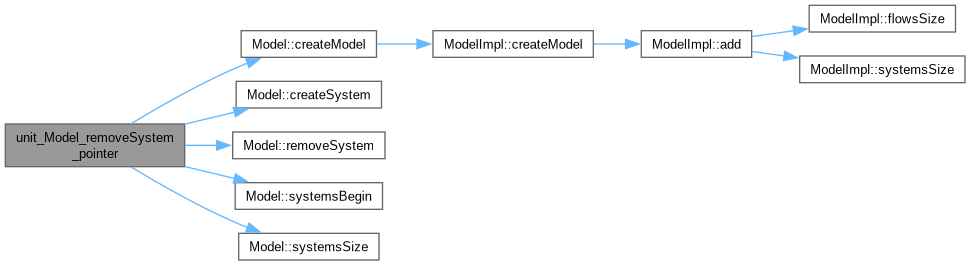 unit_Model_removeSystem
_pointer
Model::createModel
ModelImpl::createModel
ModelImpl::add
ModelImpl::flowsSize
ModelImpl::systemsSize
Model::createSystem
Model::removeSystem
Model::systemsBegin
Model::systemsSize